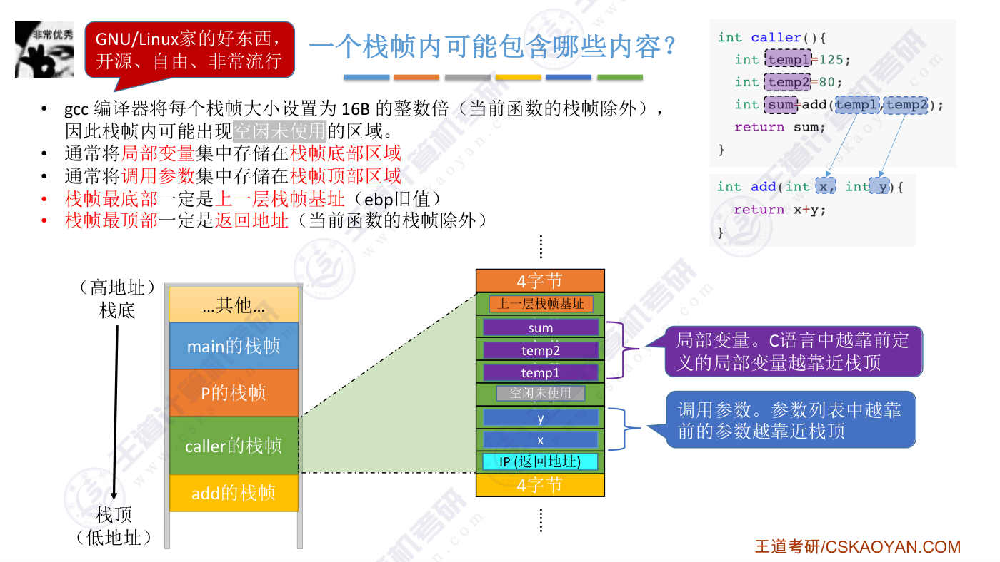 非常优秀
GNU/Linux家的好东西，
开源、自由、非常流行
一个栈帧内可能包含哪些内容？
• gcc 编译器将每个栈帧大小设置为 16B 的整数倍（当前函数的栈帧除外），
因此栈帧内可能出现空闲未使用的区域。
• 通常将局部变量集中存储在栈帧底部区域
• 通常将调用参数集中存储在栈帧顶部区域
• 栈帧最底部一定是上一层栈帧基址（ebp旧值）
• 栈帧最顶部一定是返回地址（当前函数的栈帧除外）
int caller(){
int temp1=125;
int temp2=80;
int sum=add(temp1,temp2);
return sum;
}
int add(int x, int y){
return x+y;
}
（高地址）
栈底
栈顶
（低地址）
...其他...
main的栈帧
P的栈帧
caller的栈帧
add的栈帧
4字节
上一层栈帧基址
sum
temp2
temp1
空闲未使用
y
x
IP (返回地址)
4字节
局部变量。C语言中越靠前定
义的局部变量越靠近栈顶
调用参数。参数列表中越靠
前的参数越靠近栈顶
王道考研/CSKAOYAN.COM
王道计算机考研
www.cskaoyan.com